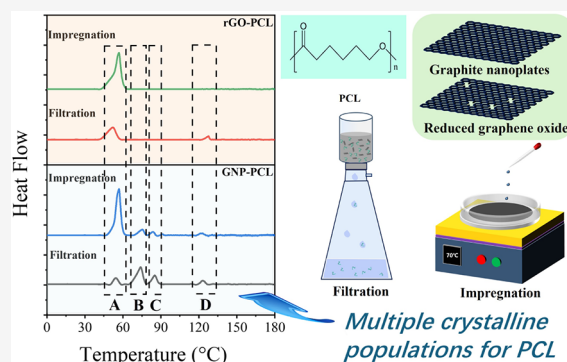 rGO-PCL
Impregnation
Filtration
GNP-PCL
Impregnation
Filtration
A B C D
0 30 60 90 120 150 180
Temperature (°C)
Heat Flow
O
O
n
PCL
Filtration
Graphite nanoplates
Reduced graphene oxide
70℃
Impregnation
Multiple crystalline
populations for PCL